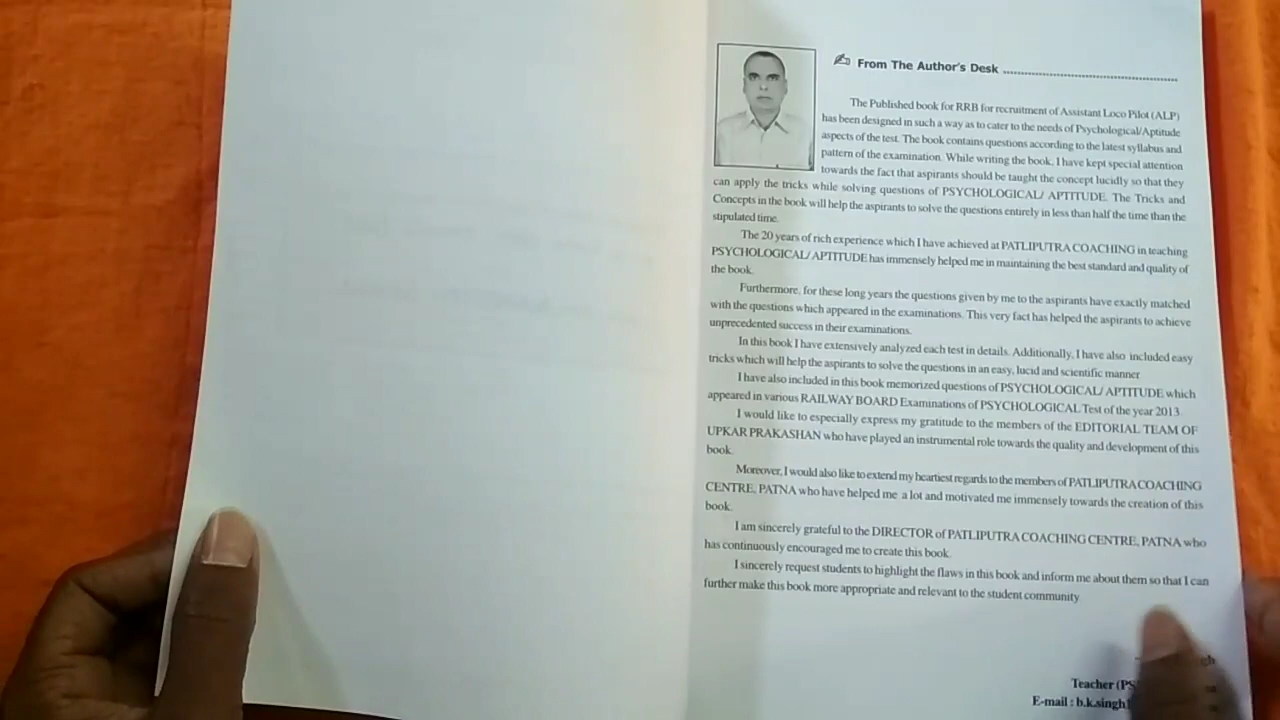 From The Author's Desk
The Published book for RRB for recruitment of Assistant Loco Pilot (ALP)
has been designed in such a way as to cater to the needs of Psychological/Aptitude
aspects of the test. The book contains questions according to the latest syllabus and
pattern of the examination. While writing the book, I have kept special attention
towards the fact that aspirants should be taught the concept lucidly so that they
can apply the tricks while solving questions of PSYCHOLOGICAL/ APTITUDE. The Tricks and
Concepts in the book will help the aspirants to solve the questions entirely in less than half the time than the
stipulated time.
The 20 years of rich experience which I have achieved at PATLIPUTRA COACHING in teaching
PSYCHOLOGICAL/ APTITUDE has immensely helped me in maintaining the best standard and quality of
the book.
Furthermore, for these long years the questions given by me to the aspirants have exactly matched
with the questions which appeared in the examinations. This very fact has helped the aspirants to achieve
unprecedented success in their examinations.
In this book I have extensively analyzed each test in details. Additionally, I have also included easy
tricks which will help the aspirants to solve the questions in an easy, lucid and scientific manner
I have also included in this book memorized questions of PSYCHOLOGICAL/ APTITUDE which
appeared in various RAILWAY BOARD Examinations of PSYCHOLOGICAL Test of the year 2013
I would like to especially express my gratitude to the members of the EDITORIAL TEAM OF
UPKAR PRAKASHAN who have played an instrumental role towards the quality and development of this
book.
Moreover, I would also like to extend my heartiest regards to the members of PATLIPUTRA COACHING
CENTRE, PATNA who have helped me a lot and motivated me immensely towards the creation of this
book.
I am sincerely grateful to the DIRECTOR of PATLIPUTRA COACHING CENTRE, PATNA who
has continuously encouraged me to create this book.
I sincerely request students to highlight the flaws in this book and inform me about them so that I can
further make this book more appropriate and relevant to the student community
Teacher
E-mail : b.k.singh